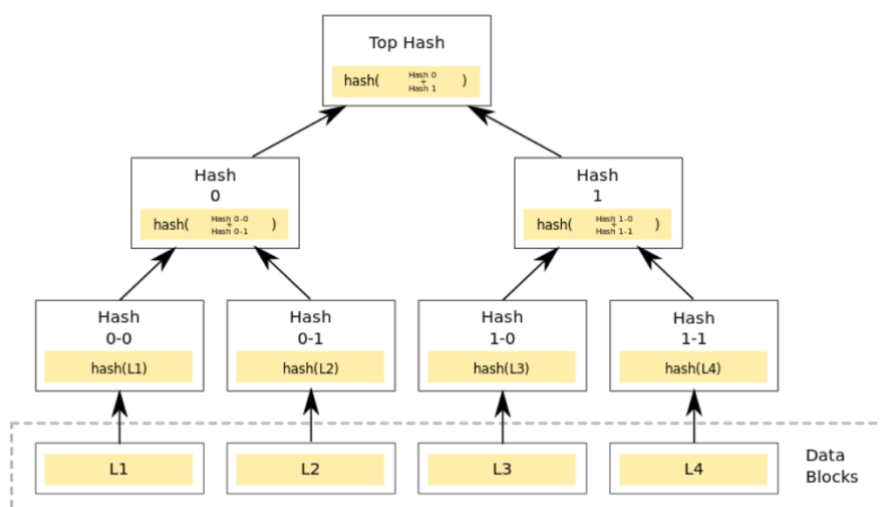 Top Hash
hash( Hash 0 + Hash 1 )
Hash
0
hash( Hash 0-0 + Hash 0-1 )
Hash
1
hash( Hash 1-0 + Hash 1-1 )
Hash
0-0
hash(L1)
Hash
0-1
hash(L2)
Hash
1-0
hash(L3)
Hash
1-1
hash(L4)
L1
L2
L3
L4
Data
Blocks